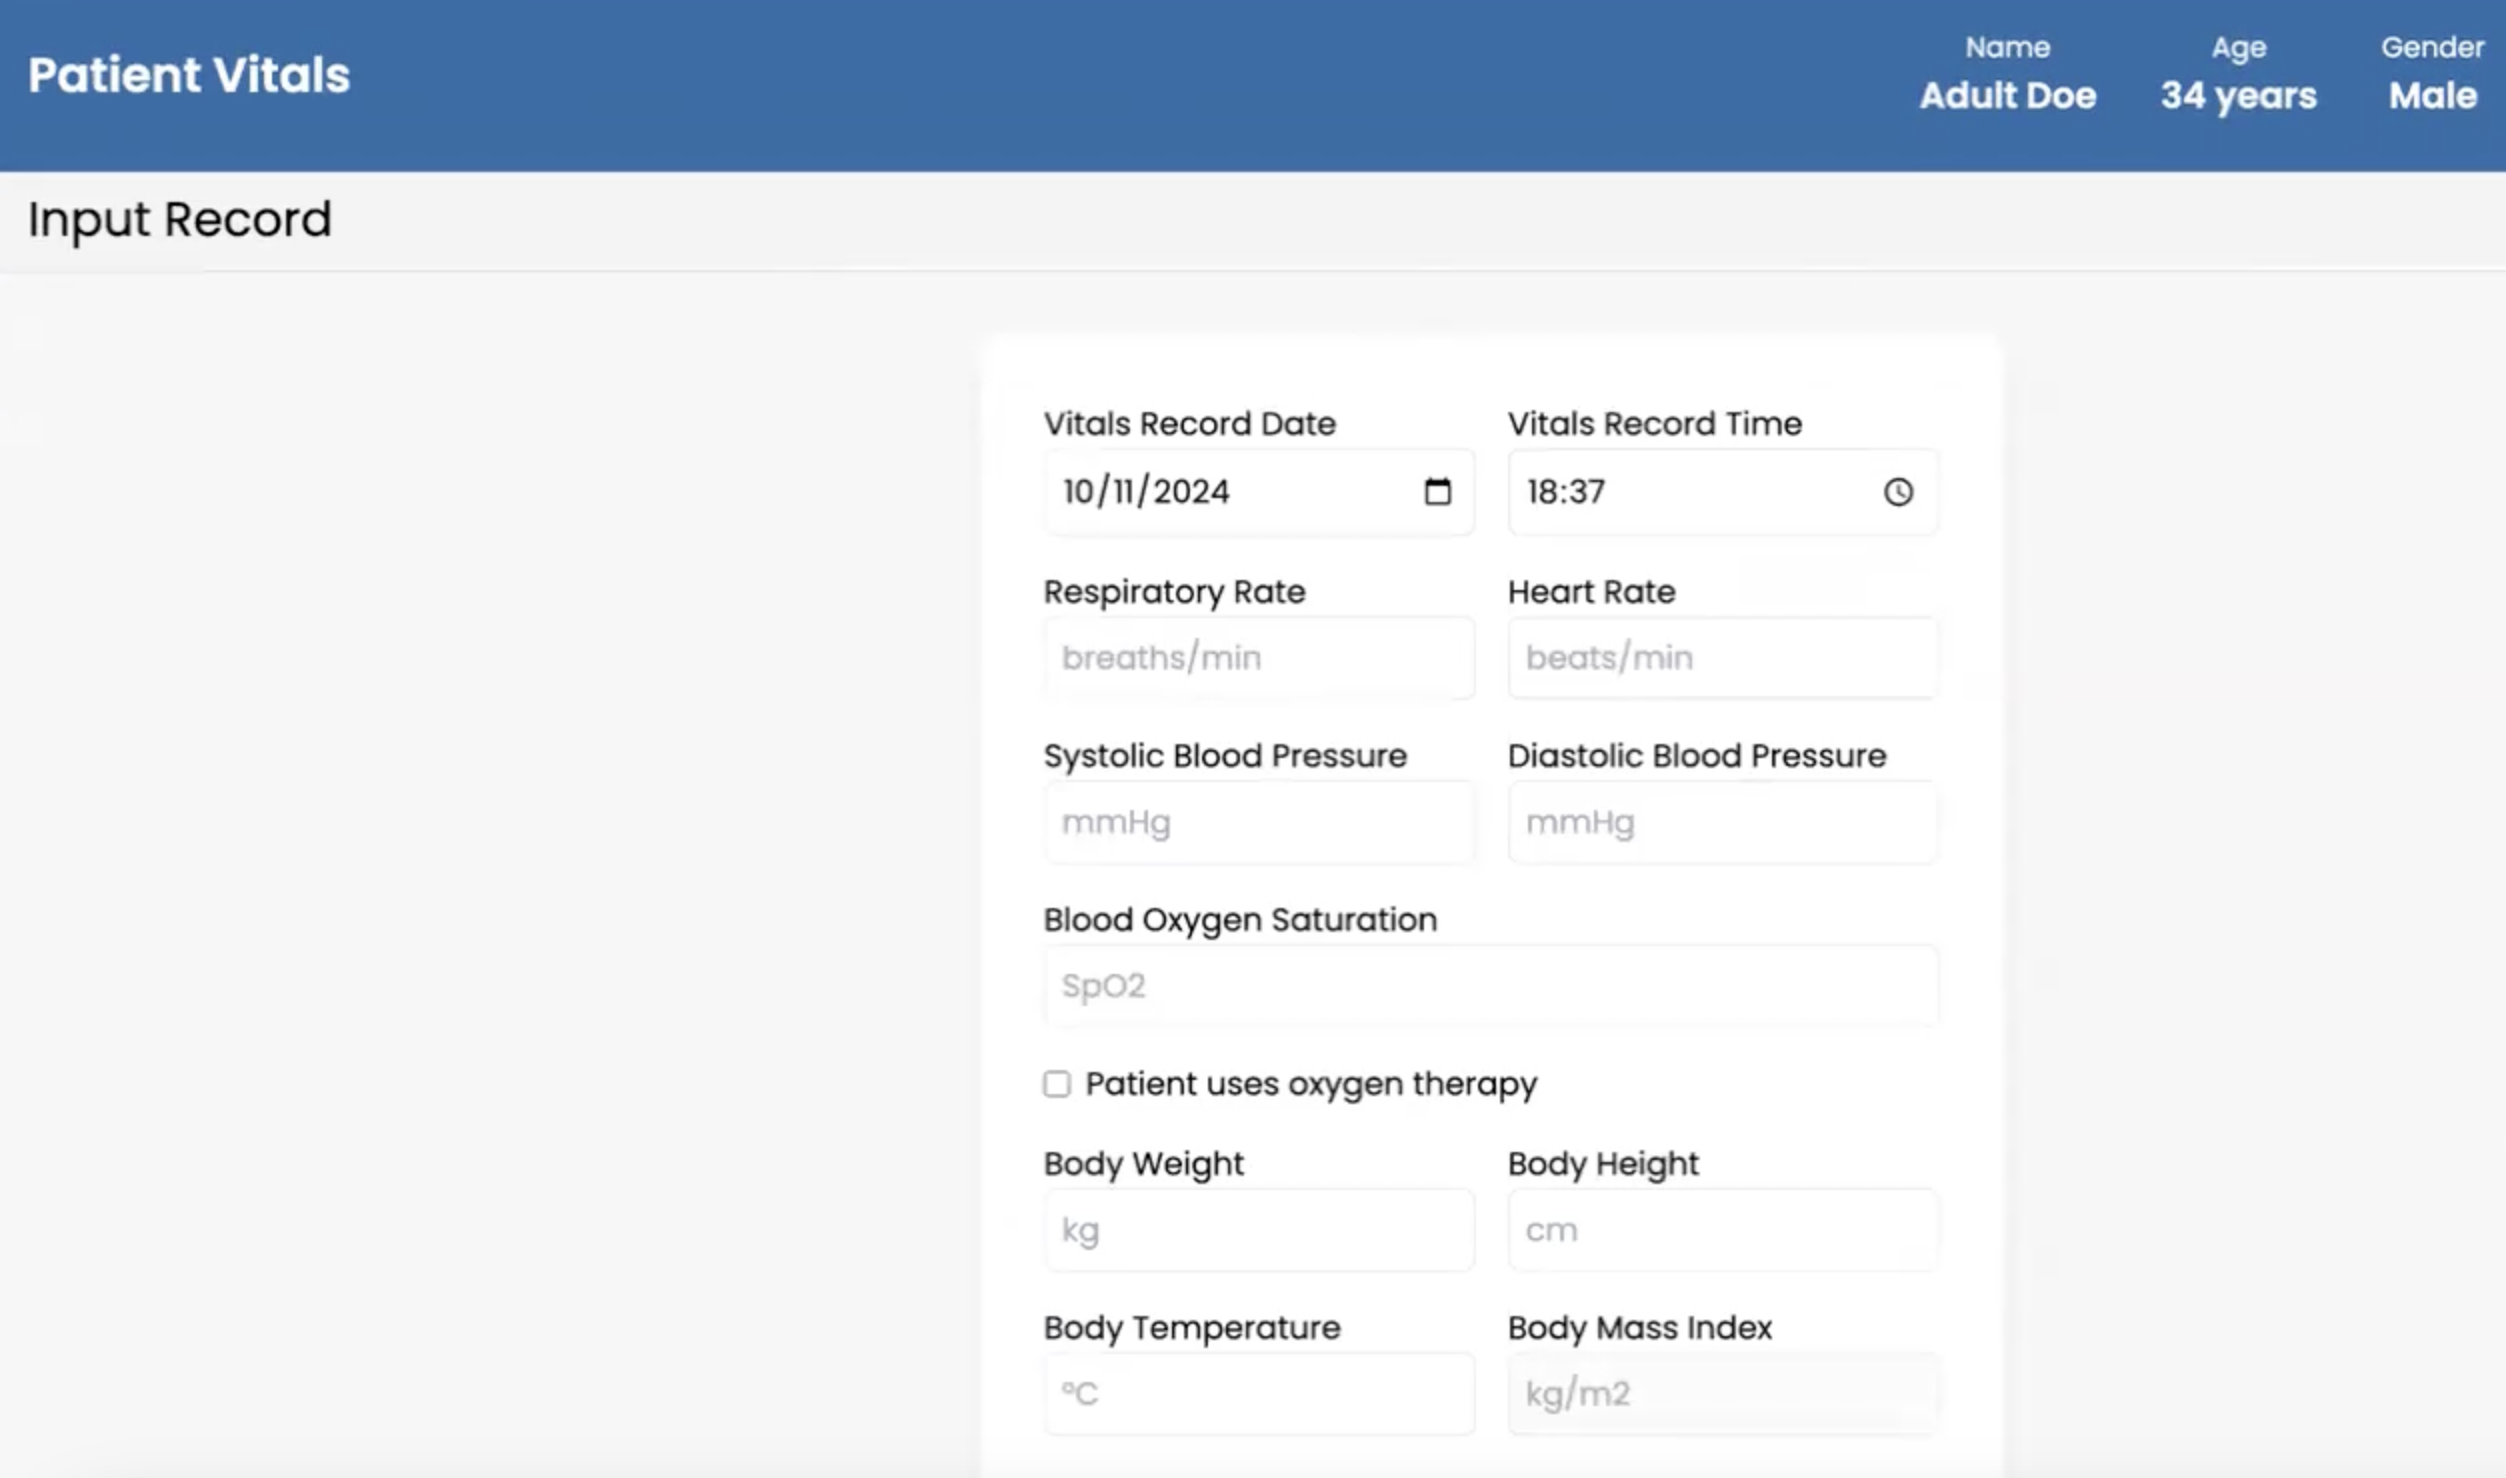 Patient Vitals
Name Age Gender
Adult Doe 34 years Male
Input Record
Vitals Record Date Vitals Record Time
10/11/2024 18:37
Respiratory Rate Heart Rate
breaths/min beats/min
Systolic Blood Pressure Diastolic Blood Pressure
mmHg mmHg
Blood Oxygen Saturation
SpO2
Patient uses oxygen therapy
Body Weight Body Height
kg cm
Body Temperature Body Mass Index
°C kg/m2